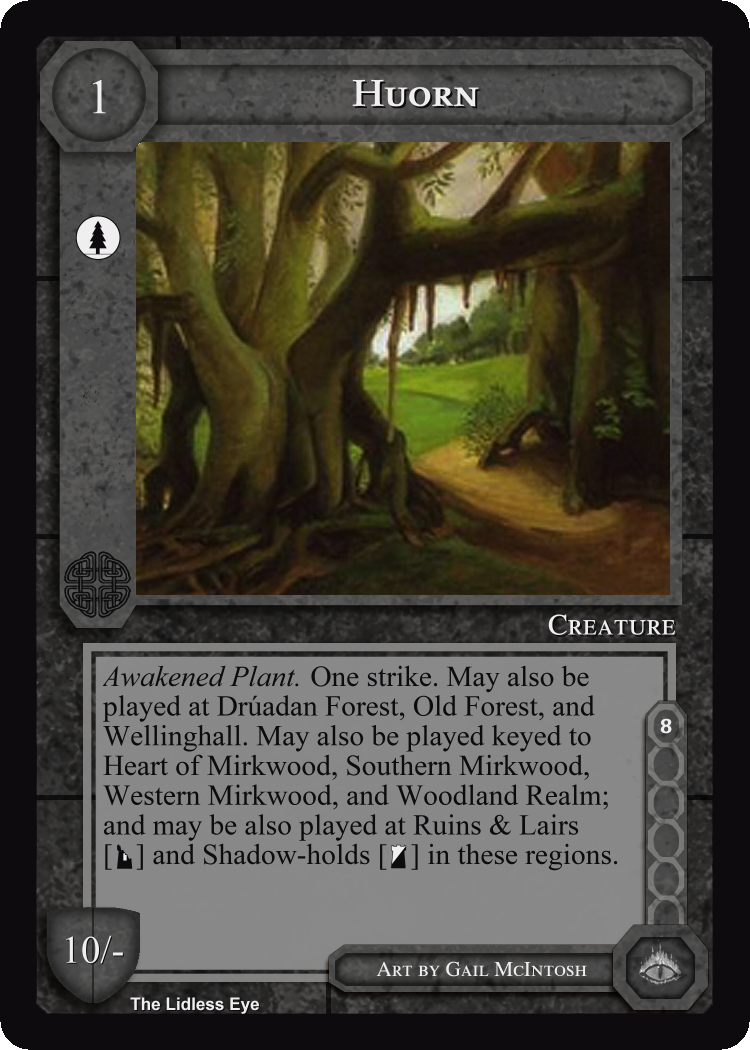 1
HUORN
CREATURE
Awakened Plant. One strike. May also be
played at Drúadan Forest, Old Forest, and
Wellinghall. May also be played keyed to
Heart of Mirkwood, Southern Mirkwood,
Western Mirkwood, and Woodland Realm;
and may be also played at Ruins & Lairs
[] and Shadow-holds [] in these regions.
8
10/-
ART BY GAIL MCINTOSH
The Lidless Eye